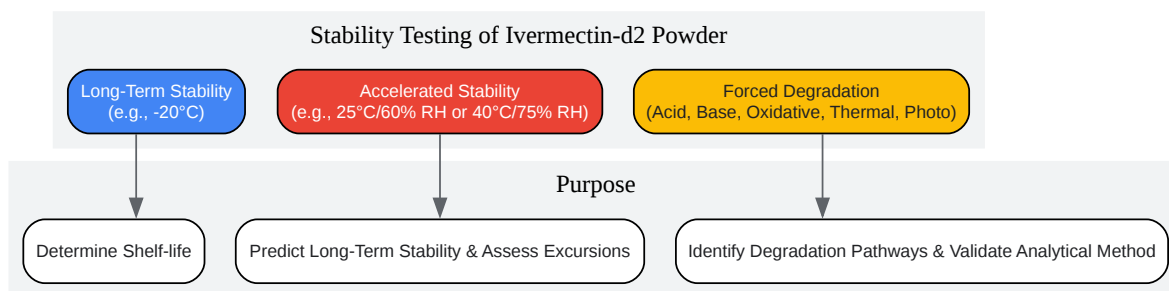 Stability Testing of Ivermectin-d2 Powder
Long-Term Stability
(e.g., -20°C)
Accelerated Stability
(e.g., 25°C/60% RH or 40°C/75% RH)
Forced Degradation
(Acid, Base, Oxidative, Thermal, Photo)
Purpose
Determine Shelf-life
Predict Long-Term Stability & Assess Excursions
Identify Degradation Pathways & Validate Analytical Method